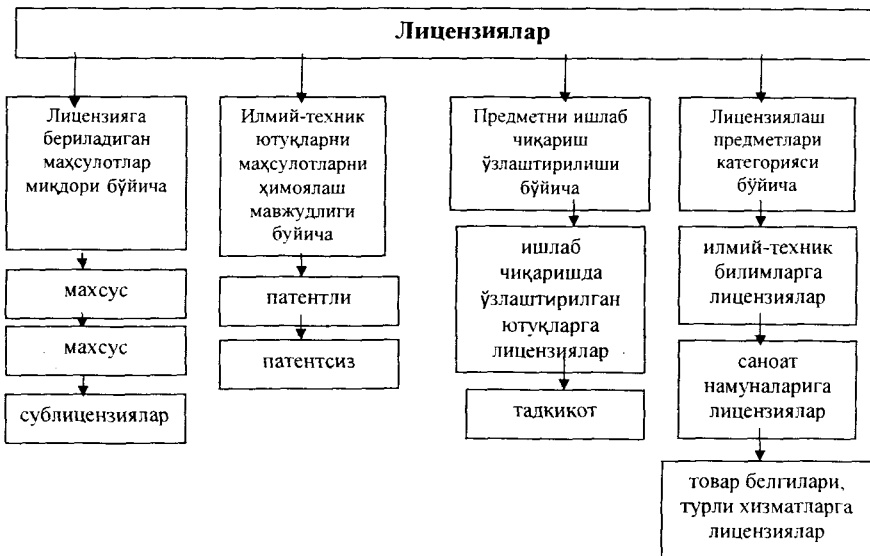 Лицензиялар
Лицензияга
бериладиган
маҳсулотлар
миқдори бўйича
махсус
махсус
сублицензиялар
Илмий-техник
ютуқларни
маҳсулотларни
ҳимоялаш
мавжудлиги
буйича
патентли
патентсиз
Предметни ишлаб
чиқариш
ўзлаштирилиши
бўйича
ишлаб
чиқаришда
ўзлаштирилган
ютуқларга
лицензиялар
тадқикот
Лицензиялаш
предметлари
категорияси
бўйича
илмий-техник
билимларга
лицензиялар
саноат
намуналарига
лицензиялар
товар белгилари,
турли хизматларга
лицензиялар